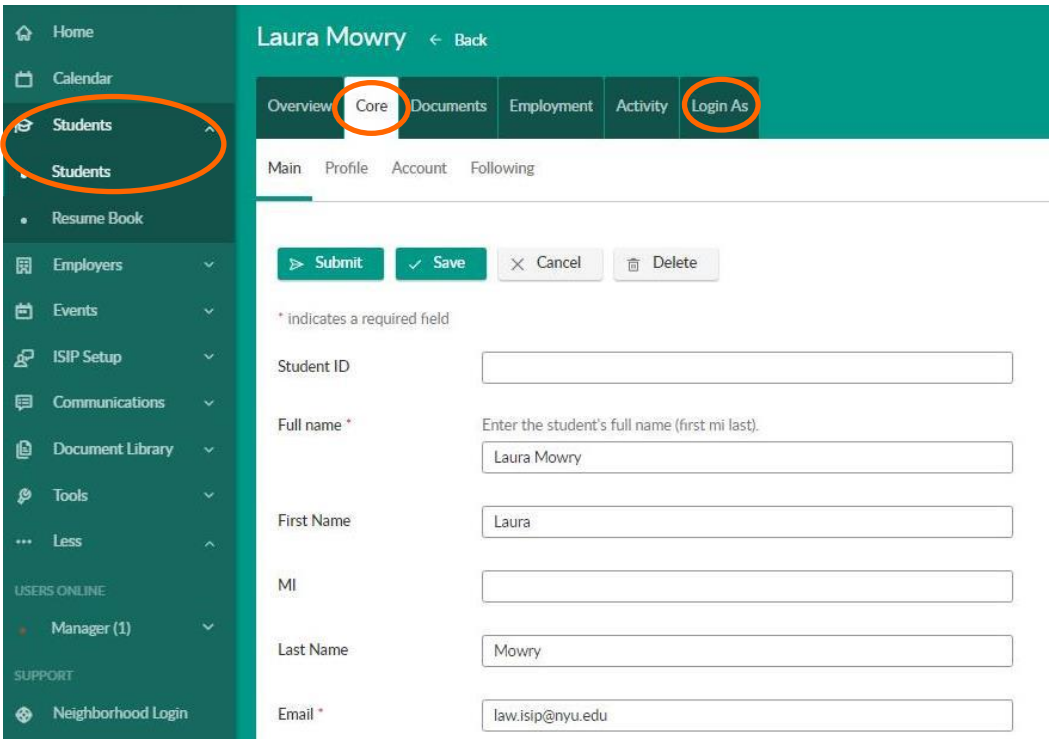 Home
Calendar
Students
Students
Resume Book
Employers
Events
ISIP Setup
Communications
Document Library
Tools
Less
USERS ONLINE
Manager (1)
SUPPORT
Neighborhood Login
Laura Mowry ← Back
Overview Core Documents Employment Activity Login As
Main Profile Account Following
Submit Save Cancel Delete
* indicates a required field
Student ID
Full name * Enter the student's full name (first mi last).
Laura Mowry
First Name Laura
MI
Last Name Mowry
Email * law.isip@nyu.edu